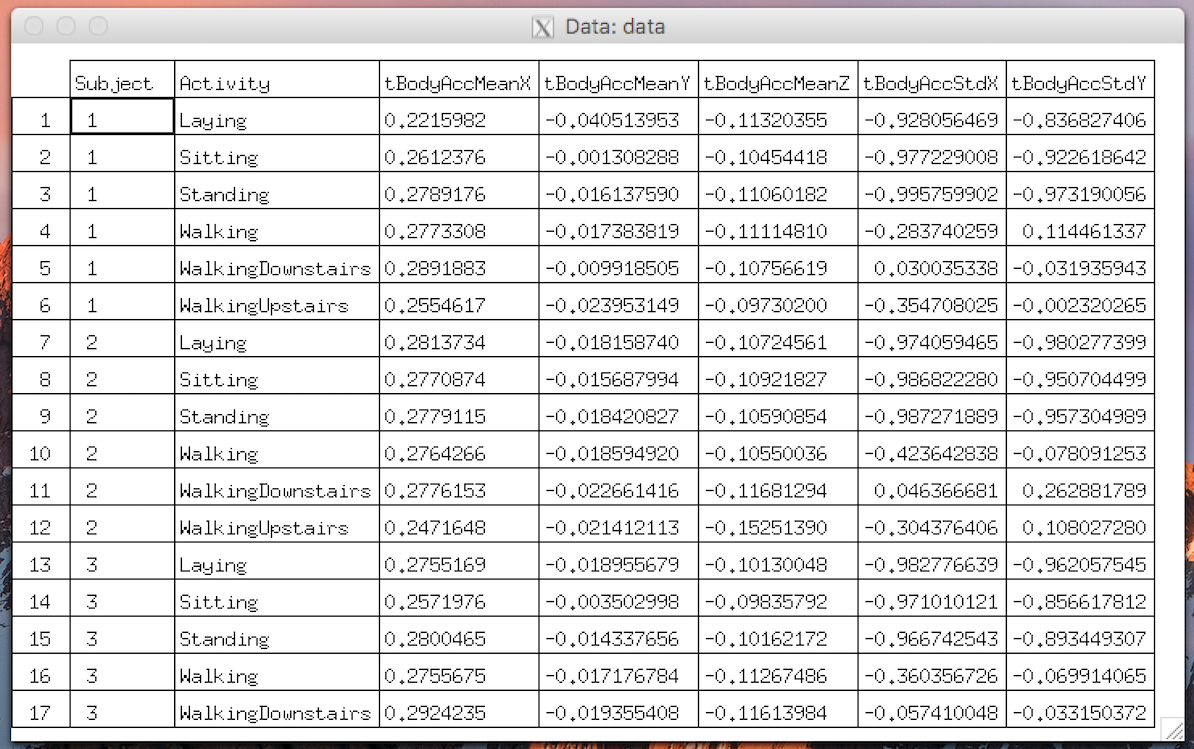 Data: data
Subject Activity tBodyAccMeanX tBodyAccMeanY tBodyAccMeanZ tBodyAccStdX tBodyAccStdY
1 1 Laying 0.2215982 -0.040513953 -0.11320355 -0.928056469 -0.836827406
2 1 Sitting 0.2612376 -0.001308288 -0.10454418 -0.977229008 -0.922618642
3 1 Standing 0.2789176 -0.016137590 -0.11060182 -0.995759902 -0.973190056
4 1 Walking 0.2773308 -0.017383819 -0.11114810 -0.283740259 0.114461337
5 1 WalkingDownstairs 0.2891883 -0.009918505 -0.10756619 0.030035338 -0.031935943
6 1 WalkingUpstairs 0.2554617 -0.023953149 -0.09730200 -0.354708025 -0.002320265
7 2 Laying 0.2813734 -0.018158740 -0.10724561 -0.974059465 -0.980277399
8 2 Sitting 0.2770874 -0.015687994 -0.10921827 -0.986822280 -0.950704499
9 2 Standing 0.2779115 -0.018420827 -0.10590854 -0.987271889 -0.957304989
10 2 Walking 0.2764266 -0.018594920 -0.10550036 -0.423642838 -0.078091253
11 2 WalkingDownstairs 0.2776153 -0.022661416 -0.11681294 0.046366681 0.262881789
12 2 WalkingUpstairs 0.2471648 -0.021412113 -0.15251390 -0.304376406 0.108027280
13 3 Laying 0.2755169 -0.018955679 -0.10130048 -0.982776639 -0.962057545
14 3 Sitting 0.2571976 -0.003502998 -0.09835792 -0.971010121 -0.856617812
15 3 Standing 0.2800465 -0.014337656 -0.10162172 -0.966742543 -0.893449307
16 3 Walking 0.2755675 -0.017176784 -0.11267486 -0.360356726 -0.069914065
17 3 WalkingDownstairs 0.2924235 -0.019355408 -0.11613984 -0.057410048 -0.033150372